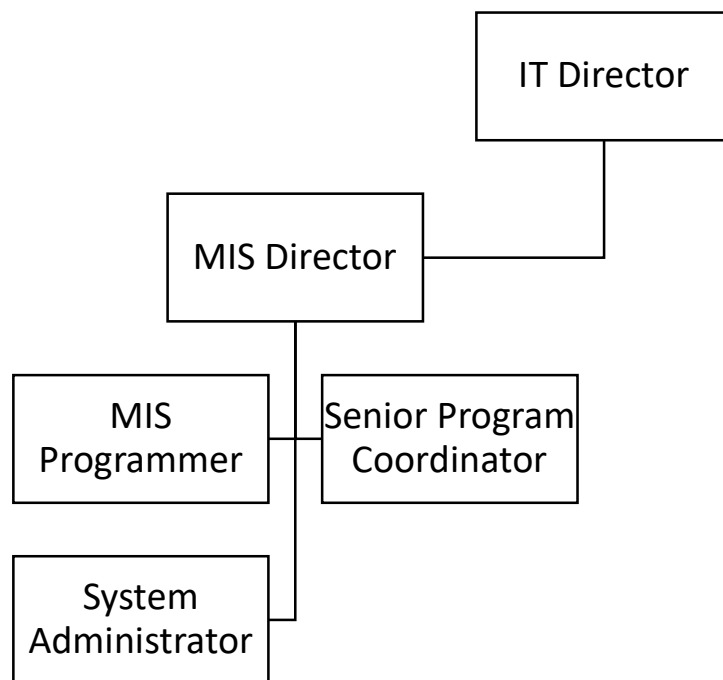 IT Director
MIS Director
MIS
Programmer
Senior Program
Coordinator
System
Administrator